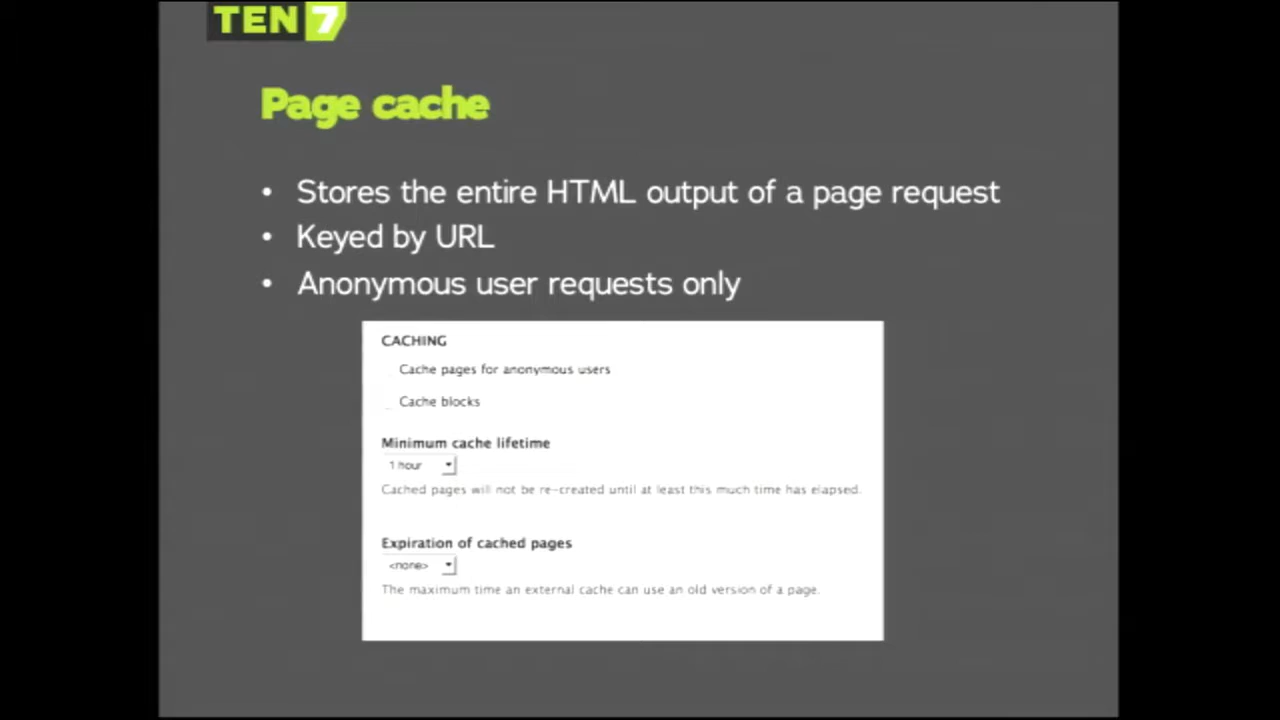 TEN 7
Page cache
• Stores the entire HTML output of a page request
• Keyed by URL
• Anonymous user requests only
CACHING
Cache pages for anonymous users
Cache blocks
Minimum cache lifetime
1 hour
Cached pages will not be re-created until at least this much time has elapsed.
Expiration of cached pages
<none>
The maximum time an external cache can use an old version of a page.